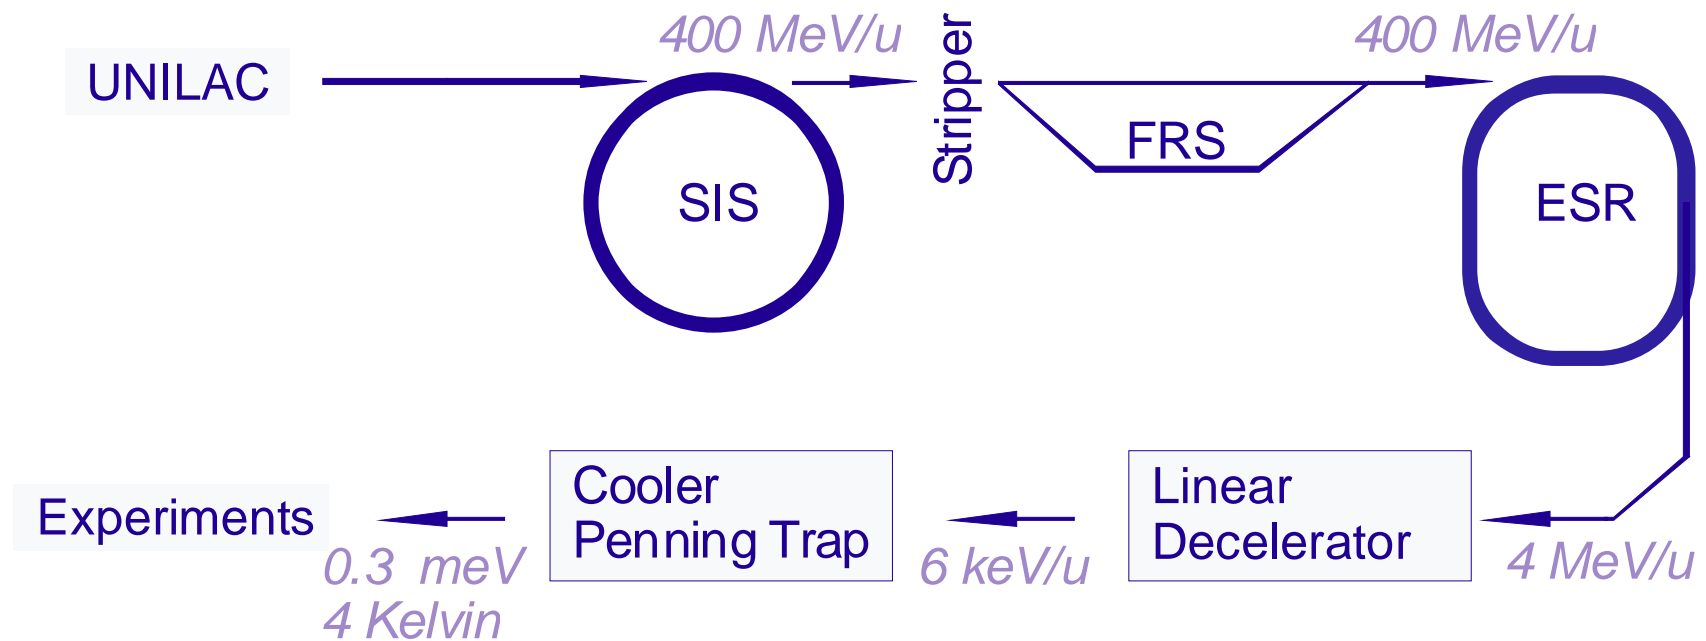 400 MeV/u
400 MeV/u
UNILAC
Stripper
FRS
SIS
ESR
Cooler
Penning Trap
Linear
Decelerator
Experiments
0.3 meV
4 Kelvin
6 keV/u
4 MeV/u